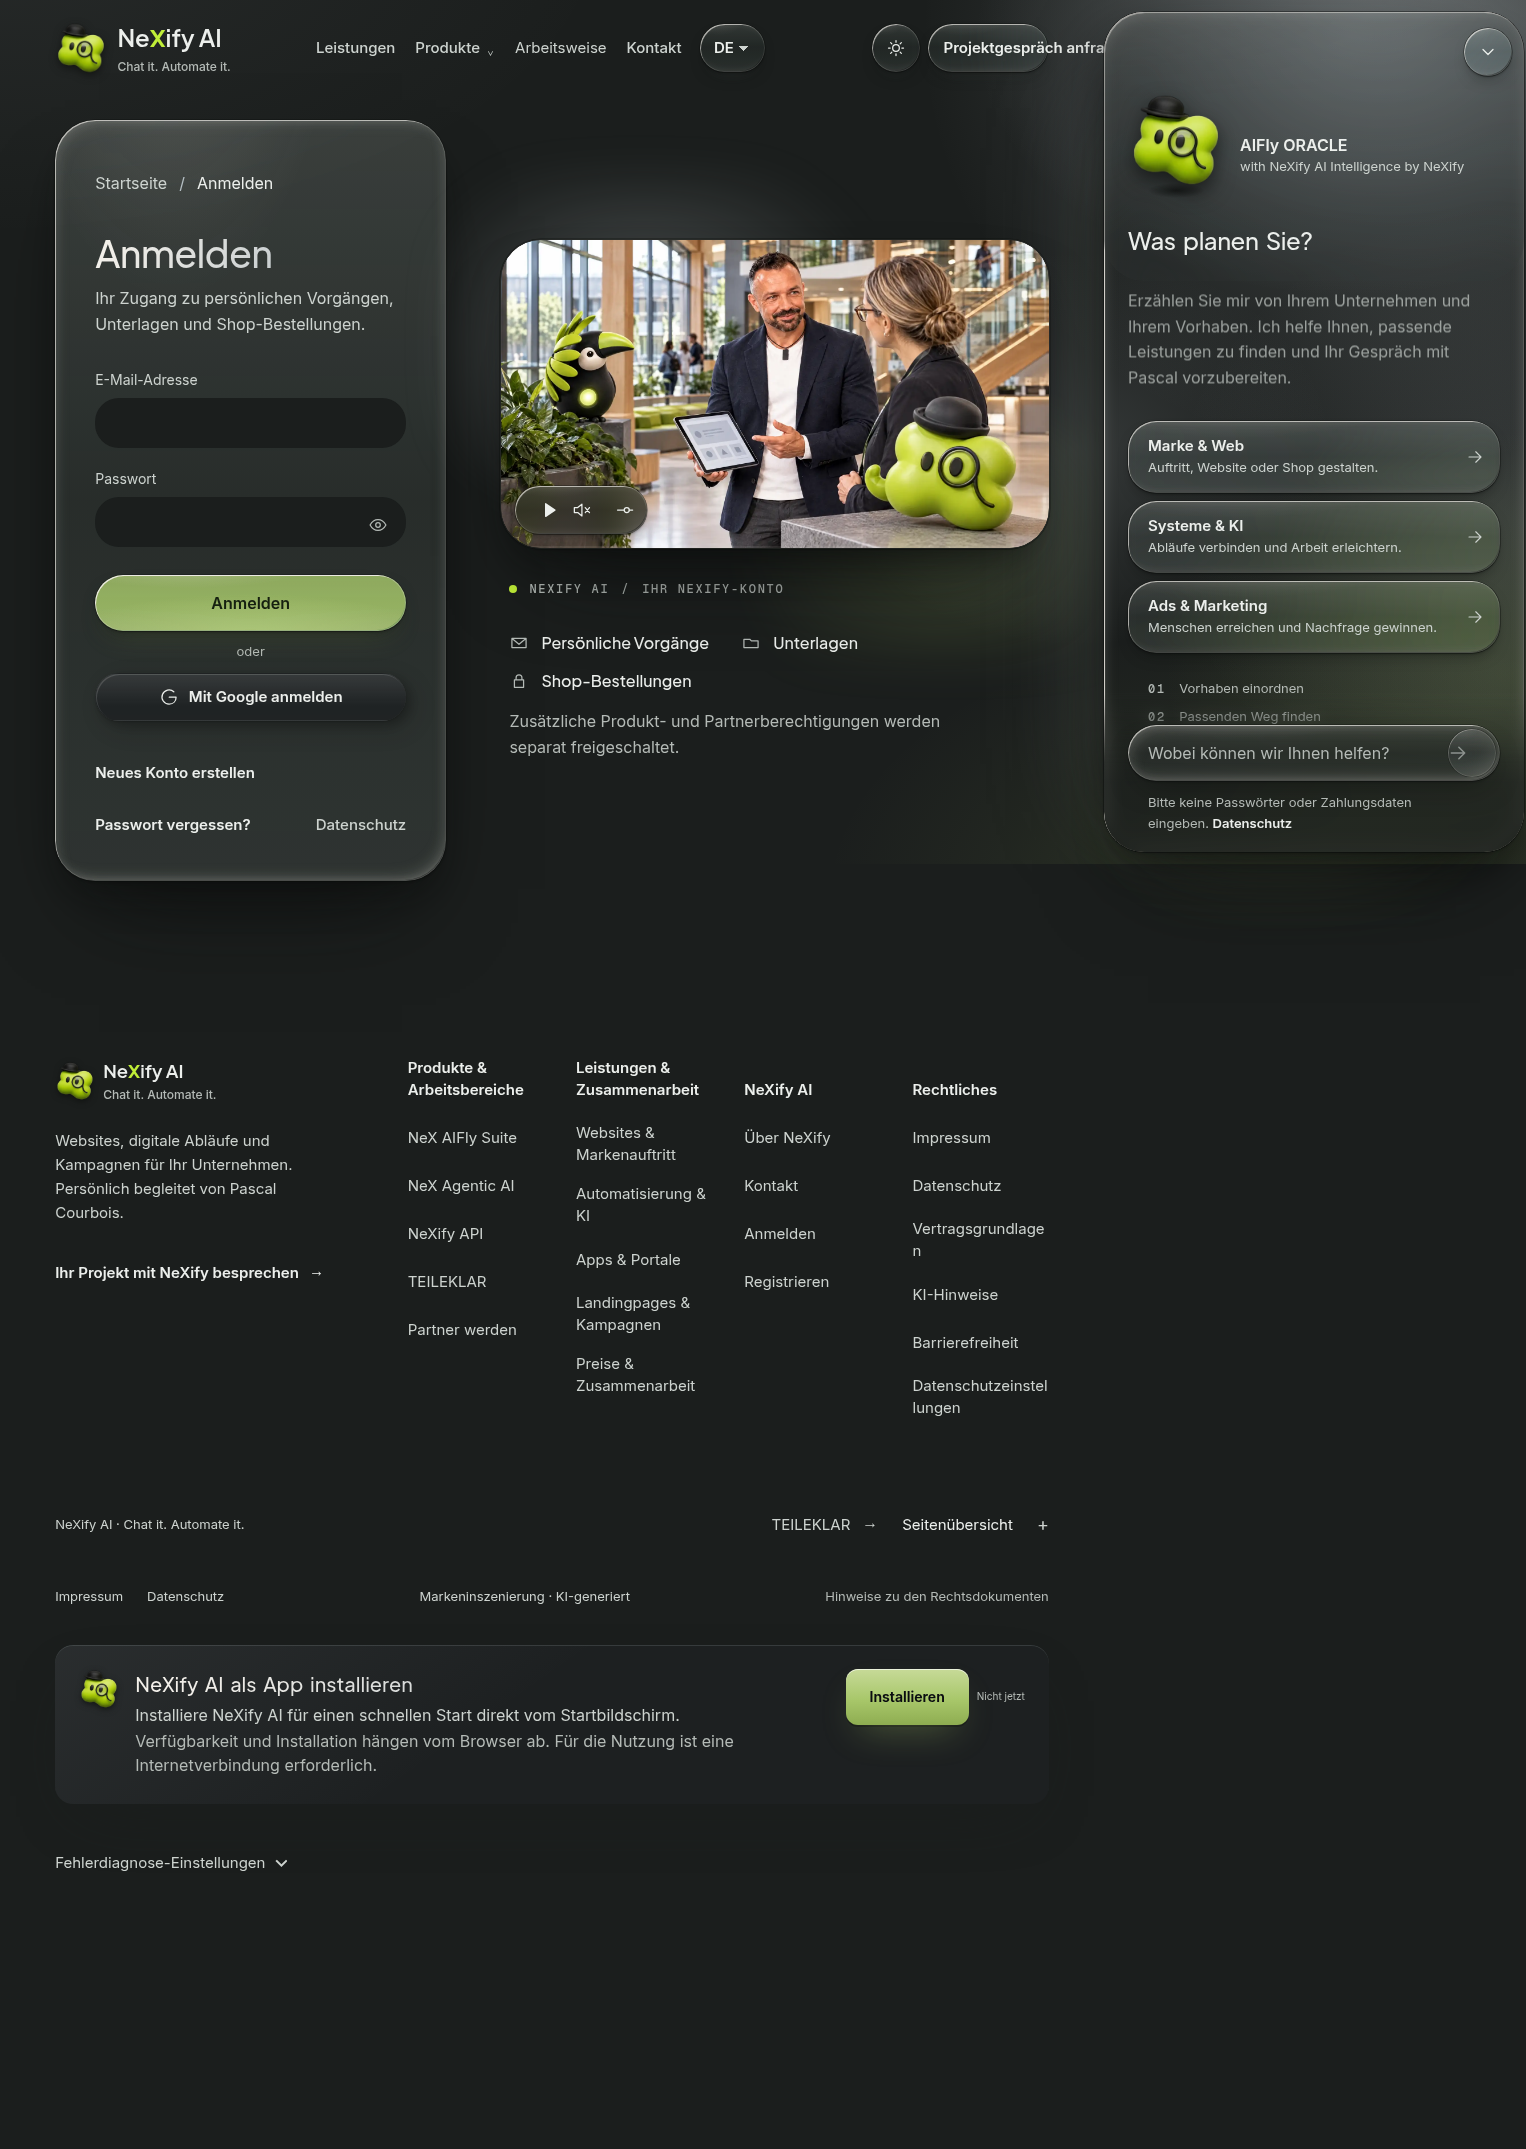 NeXify AI
Chat it. Automate it.
Leistungen
Produkte
Arbeitsweise
Kontakt
DE
Projektgespräch anfra
Startseite / Anmelden
Anmelden
Ihr Zugang zu persönlichen Vorgängen,
Unterlagen und Shop-Bestellungen.
E-Mail-Adresse
Passwort
Anmelden
oder
Mit Google anmelden
Neues Konto erstellen
Passwort vergessen?
Datenschutz
NEXIFY AI / IHR NEXIFY-KONTO
Persönliche Vorgänge
Unterlagen
Shop-Bestellungen
Zusätzliche Produkt- und Partnerberechtigungen werden
separat freigeschaltet.
AIFly ORACLE
with NeXify AI Intelligence by NeXify
Was planen Sie?
Erzählen Sie mir von Ihrem Unternehmen und
Ihrem Vorhaben. Ich helfe Ihnen, passende
Leistungen zu finden und Ihr Gespräch mit
Pascal vorzubereiten.
Marke & Web
Auftritt, Website oder Shop gestalten.
Systeme & KI
Abläufe verbinden und Arbeit erleichtern.
Ads & Marketing
Menschen erreichen und Nachfrage gewinnen.
01 Vorhaben einordnen
02 Passenden Weg finden
Wobei können wir Ihnen helfen?
Bitte keine Passwörter oder Zahlungsdaten
eingeben. Datenschutz
NeXify AI
Chat it. Automate it.
Websites, digitale Abläufe und
Kampagnen für Ihr Unternehmen.
Persönlich begleitet von Pascal
Courbois.
Ihr Projekt mit NeXify besprechen →
Produkte &
Arbeitsbereiche
NeX AIFly Suite
NeX Agentic AI
NeXify API
TEILEKLAR
Partner werden
Leistungen &
Zusammenarbeit
Websites &
Markenauftritt
Automatisierung &
KI
Apps & Portale
Landingpages &
Kampagnen
Preise &
Zusammenarbeit
NeXify AI
Über NeXify
Kontakt
Anmelden
Registrieren
Rechtliches
Impressum
Datenschutz
Vertragsgrundlage
n
KI-Hinweise
Barrierefreiheit
Datenschutzeinstel
lungen
NeXify AI · Chat it. Automate it.
TEILEKLAR →
Seitenübersicht +
Impressum
Datenschutz
Markeninszenierung · KI-generiert
Hinweise zu den Rechtsdokumenten
NeXify AI als App installieren
Installiere NeXify AI für einen schnellen Start direkt vom Startbildschirm.
Verfügbarkeit und Installation hängen vom Browser ab. Für die Nutzung ist eine
Internetverbindung erforderlich.
Installieren
Nicht jetzt
Fehlerdiagnose-Einstellungen